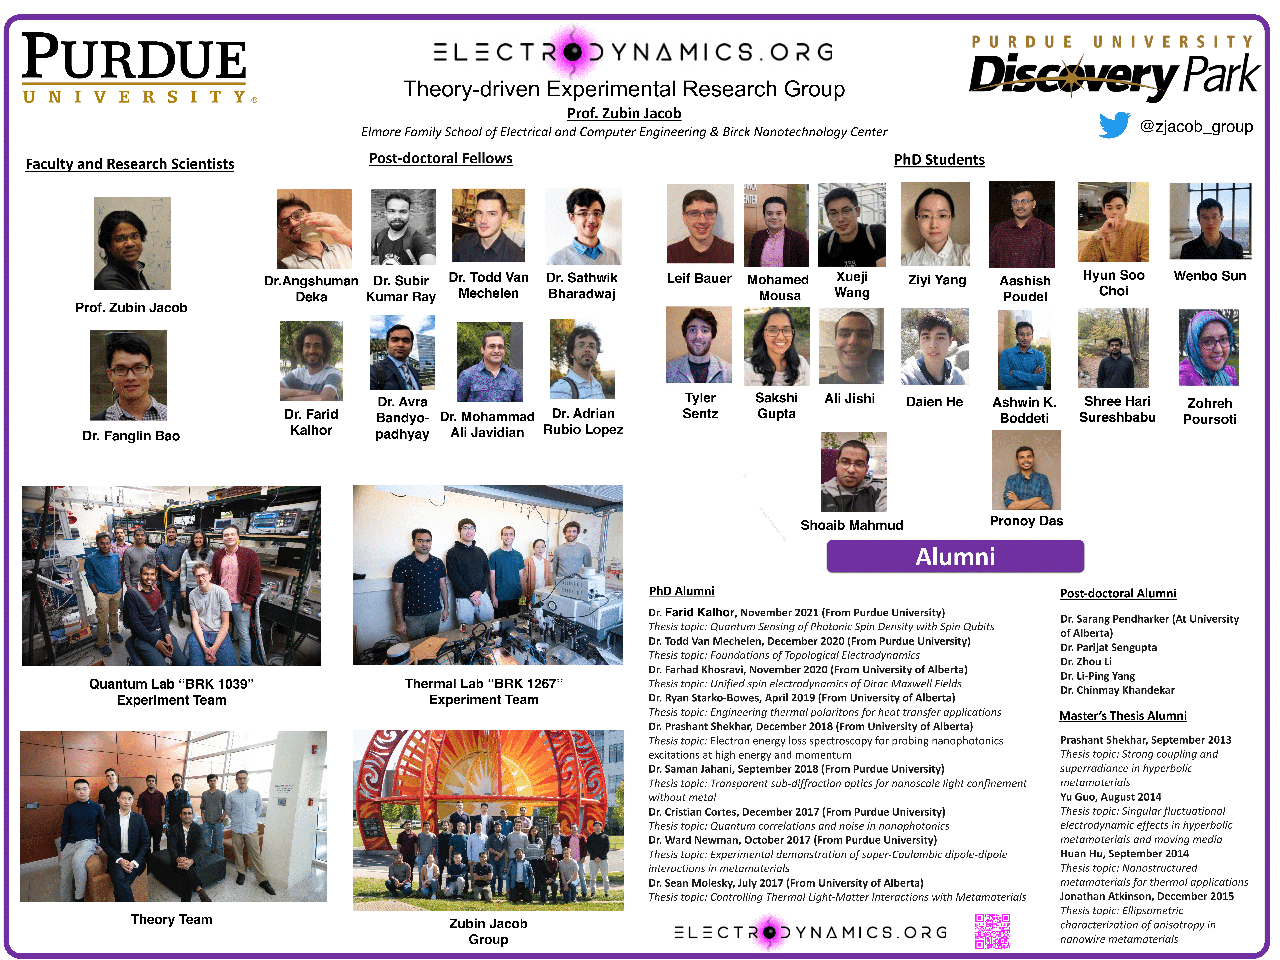 PURDUE
UNIVERSITY®
ELECTRODYNAMICS.ORG
Theory-driven Experimental Research Group
Prof. Zubin Jacob
Elmore Family School of Electrical and Computer Engineering & Birck Nanotechnology Center
PURDUE UNIVERSITY
Discovery Park
@zjacob_group
Faculty and Research Scientists
Prof. Zubin Jacob
Dr. Fanglin Bao
Post-doctoral Fellows
Dr.Angshuman
Deka
Dr. Subir
Kumar Ray
Dr. Todd Van
Mechelen
Dr. Sathwik
Bharadwaj
Dr. Farid
Kalhor
Dr. Avra
Bandyo-
padhyay
Dr. Mohammad
Ali Javidian
Dr. Adrian
Rubio Lopez
PhD Students
Leif Bauer
Mohamed
Mousa
Xueji
Wang
Ziyi Yang
Aashish
Poudel
Hyun Soo
Choi
Wenbo Sun
Tyler
Sentz
Sakshi
Gupta
Ali Jishi
Daien He
Ashwin K.
Boddeti
Shree Hari
Sureshbabu
Zohreh
Poursoti
Shoaib Mahmud
Pronoy Das
Quantum Lab “BRK 1039”
Experiment Team
Thermal Lab “BRK 1267”
Experiment Team
Theory Team
Zubin Jacob
Group
Alumni
PhD Alumni
Dr. Farid Kalhor, November 2021 (From Purdue University)
Thesis topic: Quantum Sensing of Photonic Spin Density with Spin Qubits
Dr. Todd Van Mechelen, December 2020 (From Purdue University)
Thesis topic: Foundations of Topological Electrodynamics
Dr. Farhad Khosravi, November 2020 (From University of Alberta)
Thesis topic: Unified spin electrodynamics of Dirac Maxwell Fields
Dr. Ryan Starko-Bowes, April 2019 (From University of Alberta)
Thesis topic: Engineering thermal polaritons for heat transfer applications
Dr. Prashant Shekhar, December 2018 (From University of Alberta)
Thesis topic: Electron energy loss spectroscopy for probing nanophotonics
excitations at high energy and momentum
Dr. Saman Jahani, September 2018 (From Purdue University)
Thesis topic: Transparent sub-diffraction optics for nanoscale light confinement
without metal
Dr. Cristian Cortes, December 2017 (From Purdue University)
Thesis topic: Quantum correlations and noise in nanophotonics
Dr. Ward Newman, October 2017 (From Purdue University)
Thesis topic: Experimental demonstration of super-Coulombic dipole-dipole
interactions in metamaterials
Dr. Sean Molesky, July 2017 (From University of Alberta)
Thesis topic: Controlling Thermal Light-Matter Interactions with Metamaterials
ELECTRODYNAMICS.ORG
Post-doctoral Alumni
Dr. Sarang Pendharker (At University
of Alberta)
Dr. Parijat Sengupta
Dr. Zhou Li
Dr. Li-Ping Yang
Dr. Chinmay Khandekar
Master’s Thesis Alumni
Prashant Shekhar, September 2013
Thesis topic: Strong coupling and
superradiance in hyperbolic
metamaterials
Yu Guo, August 2014
Thesis topic: Singular fluctuational
electrodynamic effects in hyperbolic
metamaterials and moving media
Huan Hu, September 2014
Thesis topic: Nanostructured
metamaterials for thermal applications
Jonathan Atkinson, December 2015
Thesis topic: Ellipsometric
characterization of anisotropy in
nanowire metamaterials